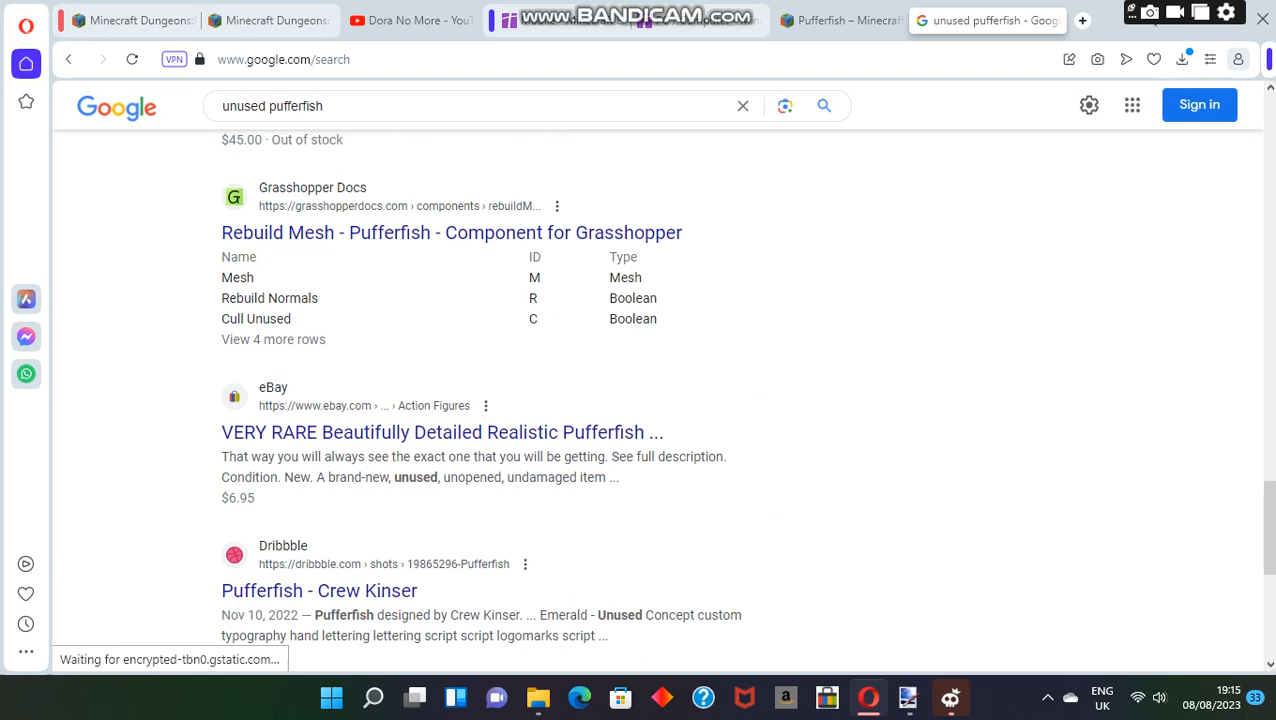 Minecraft Dungeons:
Minecraft Dungeons:
Dora No More - YouT
www.BANDICAM.com
Pufferfish – Minecraft
unused pufferfish - Goog
VPN
www.google.com/search
Google
unused pufferfish
Sign in
$45.00 · Out of stock
G
Grasshopper Docs
https://grasshopperdocs.com › components › rebuildM...
Rebuild Mesh - Pufferfish - Component for Grasshopper
Name ID Type
Mesh M Mesh
Rebuild Normals R Boolean
Cull Unused C Boolean
View 4 more rows
eBay
https://www.ebay.com › ... › Action Figures
VERY RARE Beautifully Detailed Realistic Pufferfish ...
That way you will always see the exact one that you will be getting. See full description.
Condition. New. A brand-new, unused, unopened, undamaged item ...
$6.95
Dribbble
https://dribbble.com › shots › 19865296-Pufferfish
Pufferfish - Crew Kinser
Nov 10, 2022 — Pufferfish designed by Crew Kinser. ... Emerald - Unused Concept custom
typography hand lettering lettering script script logomarks script ...
Waiting for encrypted-tbn0.gstatic.com...
ENG
UK
19:15
08/08/2023
33